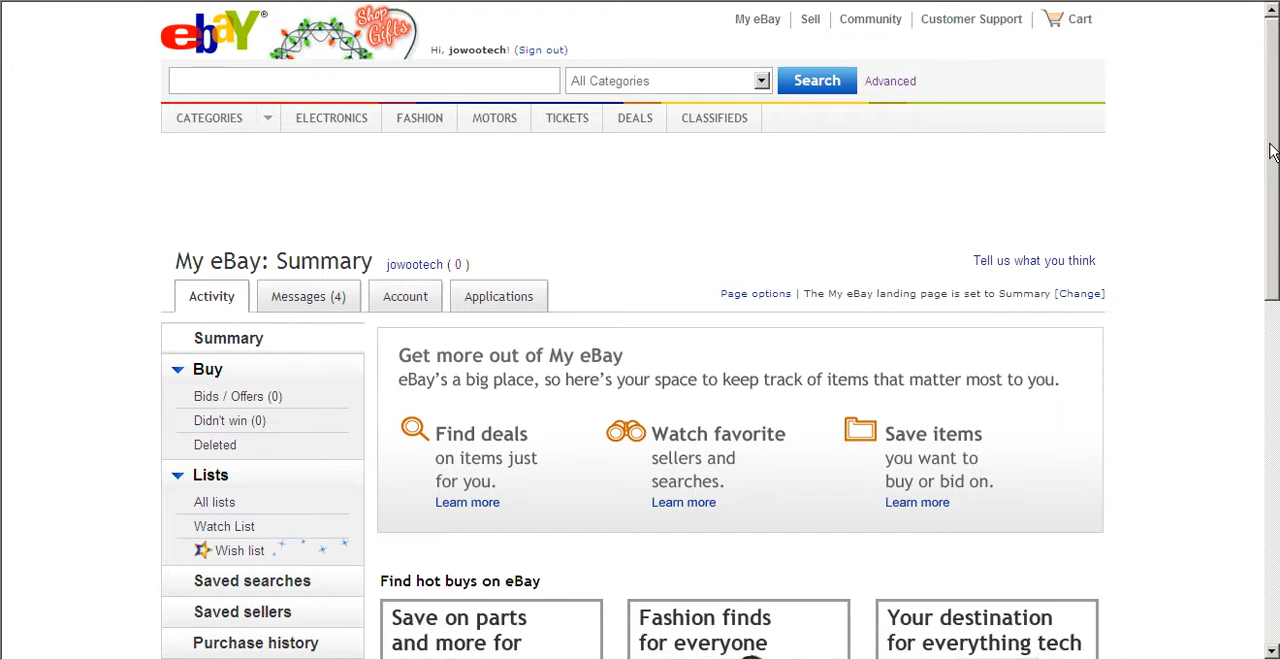 ebaY®
Shop Gifts
My eBay Sell Community Customer Support Cart
Hi, jowootech! (Sign out)
All Categories Search Advanced
CATEGORIES ELECTRONICS FASHION MOTORS TICKETS DEALS CLASSIFIEDS
My eBay: Summary jowootech ( 0 ) Tell us what you think
Activity Messages (4) Account Applications Page options | The My eBay landing page is set to Summary [Change]
Summary
Buy
Bids / Offers (0)
Didn't win (0)
Deleted
Lists
All lists
Watch List
Wish list
Saved searches
Saved sellers
Purchase history
Get more out of My eBay
eBay's a big place, so here's your space to keep track of items that matter most to you.
Find deals
on items just
for you.
Learn more
Watch favorite
sellers and
searches.
Learn more
Save items
you want to
buy or bid on.
Learn more
Find hot buys on eBay
Save on parts
and more for
Fashion finds
for everyone
Your destination
for everything tech